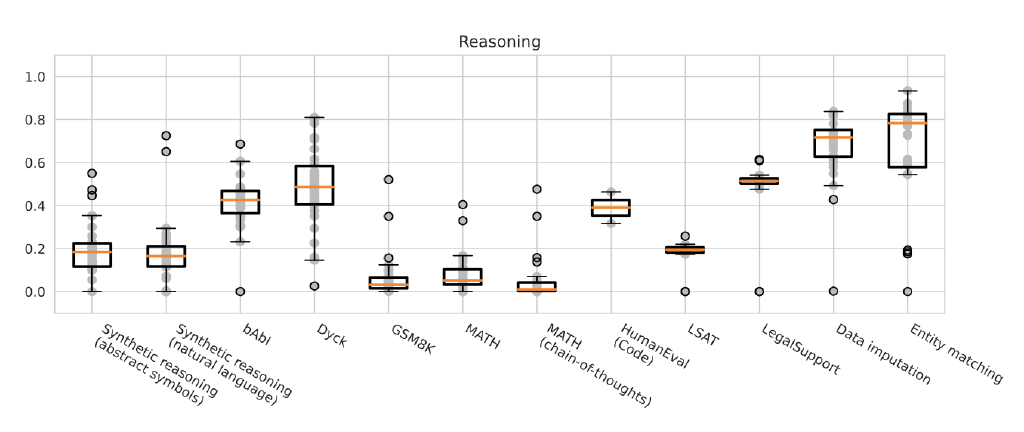 Reasoning
1.0
0.8
0.6
0.4
0.2
0.0
Synthetic reasoning
(abstract symbols)
Synthetic reasoning
(natural language)
bAbI
Dyck
GSM8K
MATH
MATH
(chain-of-thoughts)
HumanEval
(Code)
LSAT
LegalSupport
Data imputation
Entity matching